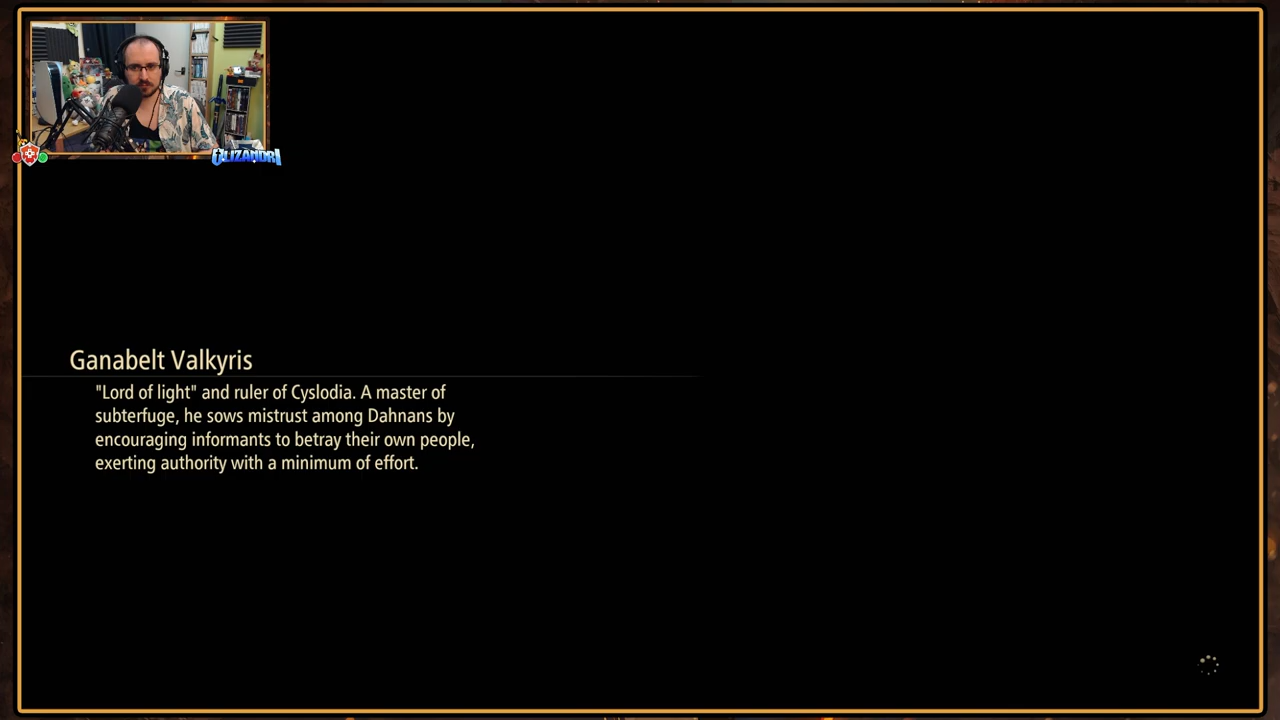 ULIZANDRI
Ganabelt Valkyris
"Lord of light" and ruler of Cyslodia. A master of
subterfuge, he sows mistrust among Dahnans by
encouraging informants to betray their own people,
exerting authority with a minimum of effort.